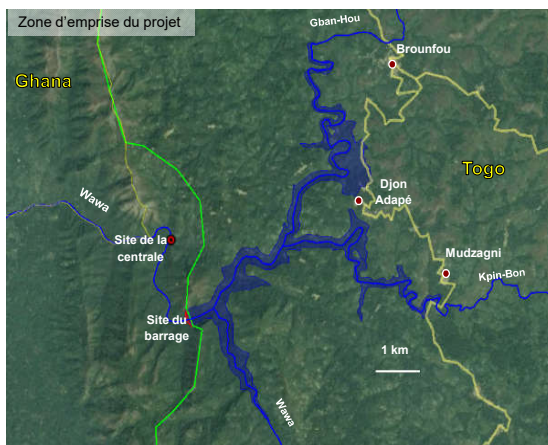 Zone d'emprise du projet
Gban-Hou
Brounfou
Ghana
Togo
Djon
Adapé
Wawa
Site de la
centrale
Mudzagni
Kpin-Bon
Site du
barrage
1 km
Wawa